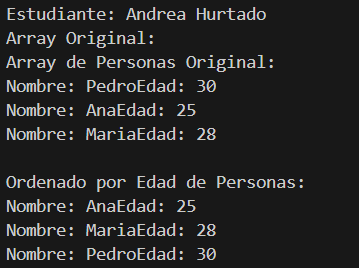 Estudiante: Andrea Hurtado
Array Original:
Array de Personas Original:
Nombre: PedroEdad: 30
Nombre: AnaEdad: 25
Nombre: MariaEdad: 28

Ordenado por Edad de Personas:
Nombre: AnaEdad: 25
Nombre: MariaEdad: 28
Nombre: PedroEdad: 30